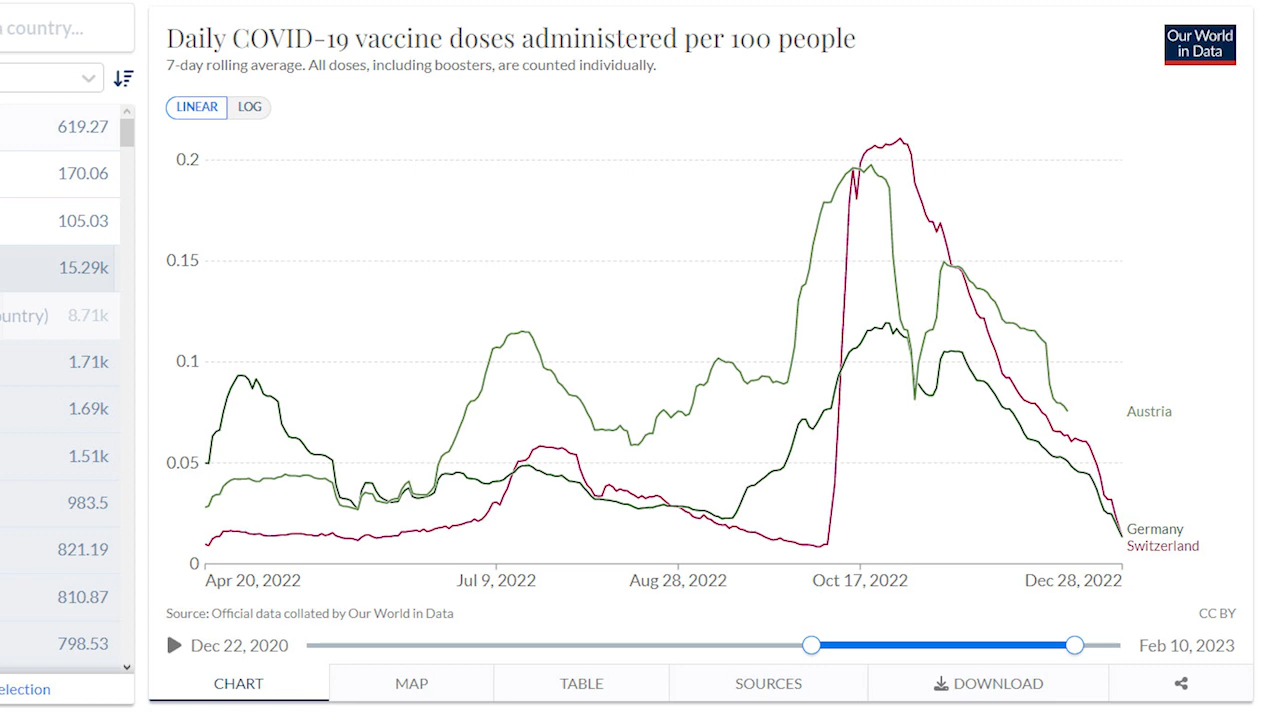 country...
619.27
170.06
105.03
15.29k
ountry) 8.71k
1.71k
1.69k
1.51k
983.5
821.19
810.87
798.53
election
Daily COVID-19 vaccine doses administered per 100 people
7-day rolling average. All doses, including boosters, are counted individually.
Our World
in Data
LINEAR LOG
0.2
0.15
0.1
0.05
0
Austria
Germany
Switzerland
Apr 20, 2022 Jul 9, 2022 Aug 28, 2022 Oct 17, 2022 Dec 28, 2022
Source: Official data collated by Our World in Data CC BY
Dec 22, 2020 Feb 10, 2023
CHART MAP TABLE SOURCES DOWNLOAD